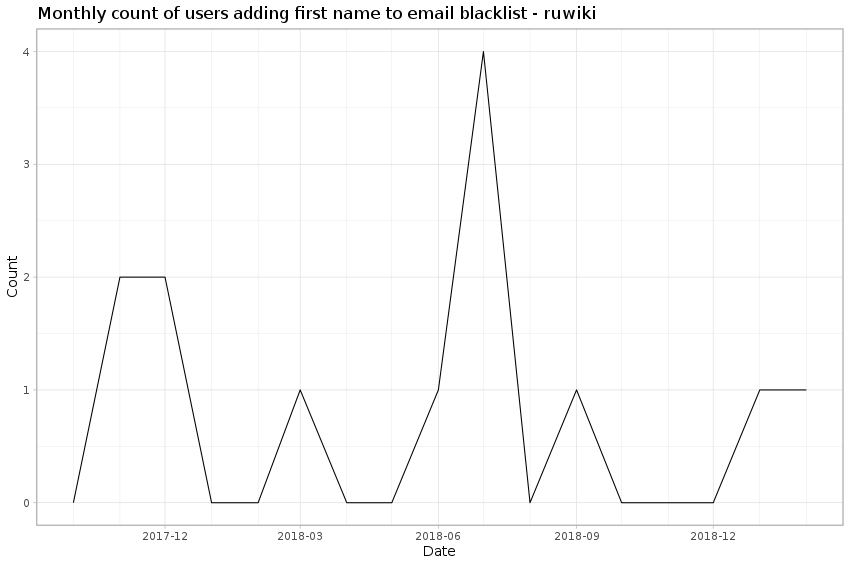 Monthly count of users adding first name to email blacklist - ruwiki
4
3
2
1
0
Count
2017-12 2018-03 2018-06 2018-09 2018-12
Date